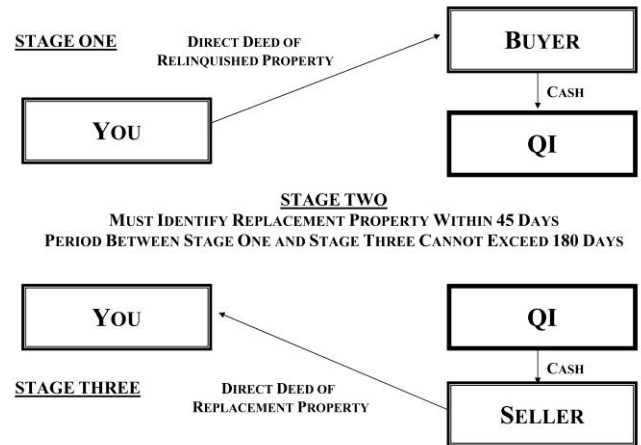 STAGE ONE
DIRECT DEED OF
RELINQUISHED PROPERTY
BUYER
CASH
YOU
QI
STAGE TWO
MUST IDENTIFY REPLACEMENT PROPERTY WITHIN 45 DAYS
PERIOD BETWEEN STAGE ONE AND STAGE THREE CANNOT EXCEED 180 DAYS
YOU
QI
CASH
STAGE THREE
DIRECT DEED OF
REPLACEMENT PROPERTY
SELLER